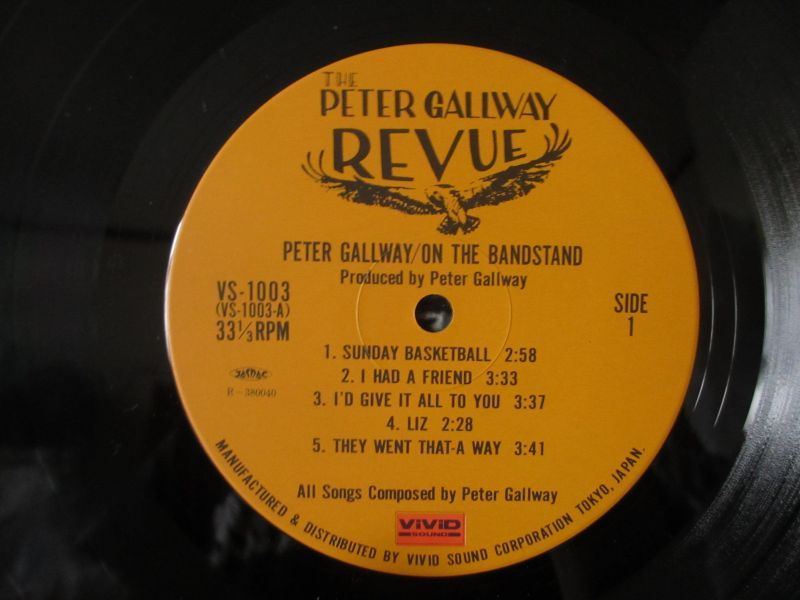 THE
PETER GALLWAY
REVUE
PETER GALLWAY/ON THE BANDSTAND
Produced by Peter Gallway
VS-1003
(VS-1003-A)
33⅓RPM
SIDE
1
JASRAC
R-380040
1. SUNDAY BASKETBALL 2:58
2. I HAD A FRIEND 3:33
3. I'D GIVE IT ALL TO YOU 3:37
4. LIZ 2:28
5. THEY WENT THAT-A WAY 3:41
All Songs Composed by Peter Gallway
ViViD
SOUND
MANUFACTURED & DISTRIBUTED BY VIVID SOUND CORPORATION TOKYO, JAPAN.